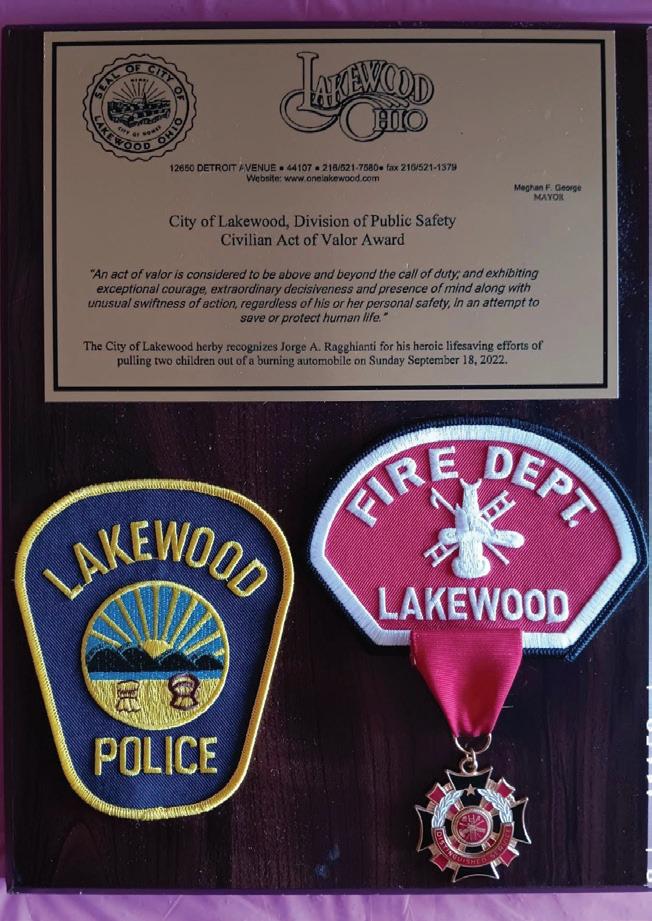 SEAL OF CITY OF
LAKEWOOD OHIO
CITY OF HOMES
LAKEWOOD
OHIO
12650 DETROIT AVENUE ■ 44107 ■ 216/521-7580■ fax 216/521-1379
Website: www.onelakewood.com
Meghan F. George
MAYOR
City of Lakewood, Division of Public Safety
Civilian Act of Valor Award
"An act of valor is considered to be above and beyond the call of duty; and exhibiting
exceptional courage, extraordinary decisiveness and presence of mind along with
unusual swiftness of action, regardless of his or her personal safety, in an attempt to
save or protect human life."
The City of Lakewood herby recognizes Jorge A. Ragghianti for his heroic lifesaving efforts of
pulling two children out of a burning automobile on Sunday September 18, 2022.
LAKEWOOD
POLICE
FIRE DEPT.
LAKEWOOD
DISTINGUISHED SERVICE